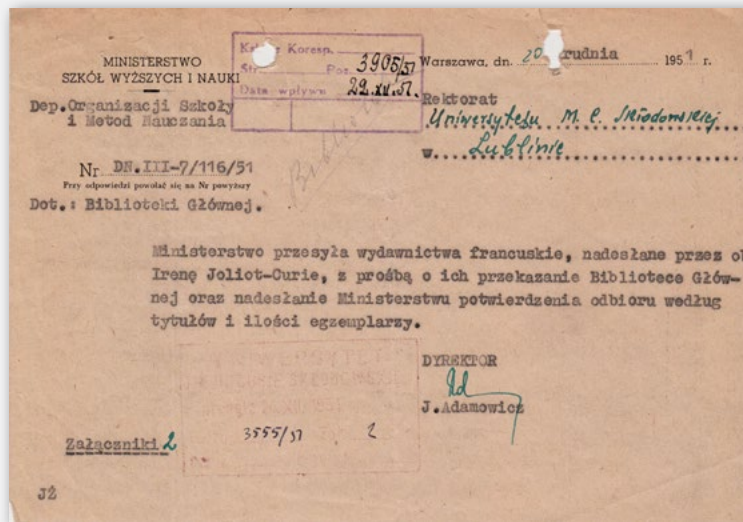 MINISTERSTWO
SZKÓŁ WYŻSZYCH I NAUKI
Dep.Organizacji Szkoły
i Metod Nauczania
Nr DN.III-7/116/51
Przy odpowiedzi powołać się na Nr powyższy
Dot.: Biblioteki Głównej.
Koresp.
Poz. 3905/51
Data wpływu 29.XII.51.
Warszawa, dn. 20 grudnia 1951 r.
Rektorat
Uniwersytetu M. C. Skłodowskiej
w Lublinie
Ministerstwo przesyła wydawnictwa francuskie, nadesłane przez ob
Irenę Joliot-Curie, z prośbą o ich przekazanie Bibliotece Głów-
nej oraz nadesłanie Ministerstwu potwierdzenia odbioru według
tytułów i ilości egzemplarzy.
DYREKTOR
J.Adamowicz
3555/51 2
Załączniki 2
JŻ